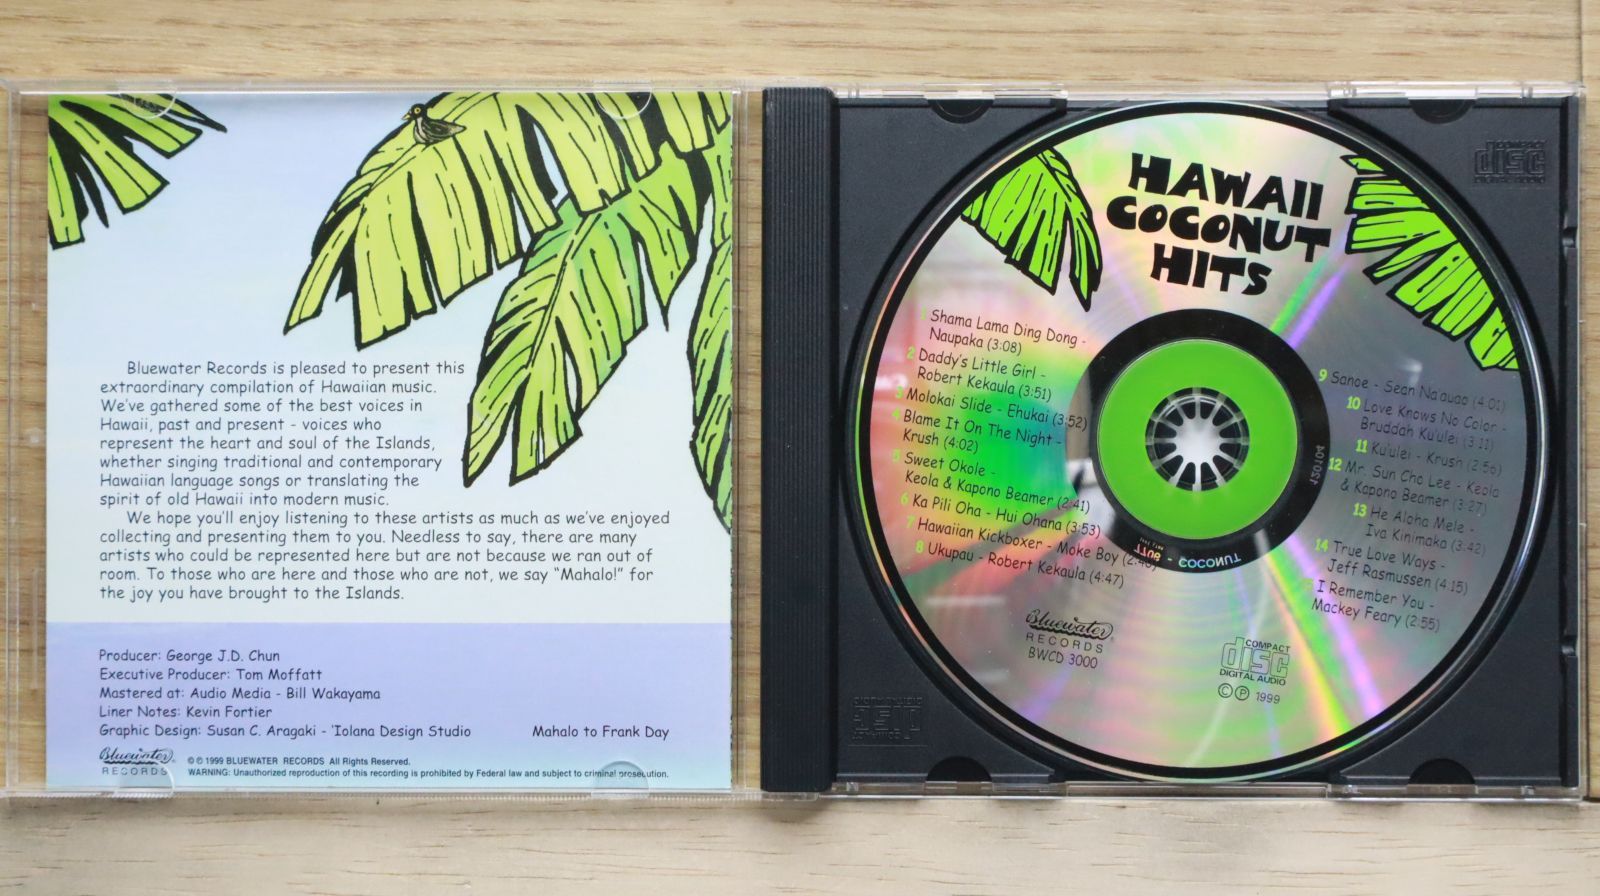 Bluewater Records is pleased to present this
extraordinary compilation of Hawaiian music.
We've gathered some of the best voices in
Hawaii, past and present - voices who
represent the heart and soul of the Islands,
whether singing traditional and contemporary
Hawaiian language songs or translating the
spirit of old Hawaii into modern music.
We hope you'll enjoy listening to these artists as much as we've enjoyed
collecting and presenting them to you. Needless to say, there are many
artists who could be represented here but are not because we ran out of
room. To those who are here and those who are not, we say "Mahalo!" for
the joy you have brought to the Islands.
Producer: George J.D. Chun
Executive Producer: Tom Moffatt
Mastered at: Audio Media - Bill Wakayama
Liner Notes: Kevin Fortier
Graphic Design: Susan C. Aragaki - 'Iolana Design Studio
Mahalo to Frank Day
Bluewater
RECORDS
© ℗ 1999 BLUEWATER RECORDS All Rights Reserved.
WARNING: Unauthorized reproduction of this recording is prohibited by Federal law and subject to criminal prosecution.
HAWAII
COCONUT
HITS
1 Shama Lama Ding Dong -
Naupaka (3:08)
2 Daddy's Little Girl -
Robert Kekaula (3:51)
3 Molokai Slide - Ehukai (3:52)
4 Blame It On The Night -
Krush (4:02)
5 Sweet Okole -
Keola & Kapono Beamer (2:41)
6 Ka Pili Oha - Hui Ohana (3:53)
7 Hawaiian Kickboxer - Moke Boy
8 Ukupau - Robert Kekaula (4:47)
9 Sanoe - Sean Na'auao (4:01)
10 Love Knows No Color -
Bruddah Ku'ulei (3:11)
11 Ku'ulei - Krush (2:56)
12 Mr. Sun Cho Lee - Keola
& Kapono Beamer (3:27)
13 He Aloha Mele -
Iva Kinimaka (3:42)
14 True Love Ways -
Jeff Rasmussen (4:15)
I Remember You -
Mackey Feary (2:55)
Bluewater
RECORDS
BWCD 3000
COMPACT
disc
DIGITAL AUDIO
© ℗ 1999
COMPACT
disc
DIGITAL AUDIO